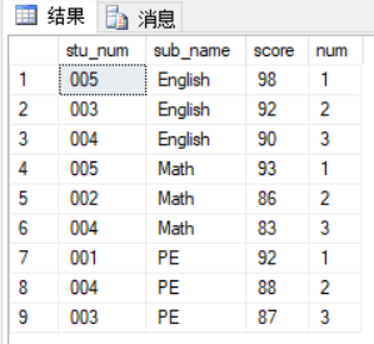 结果 消息
stu_num sub_name score num
1 005 English 98 1
2 003 English 92 2
3 004 English 90 3
4 005 Math 93 1
5 002 Math 86 2
6 004 Math 83 3
7 001 PE 92 1
8 004 PE 88 2
9 003 PE 87 3